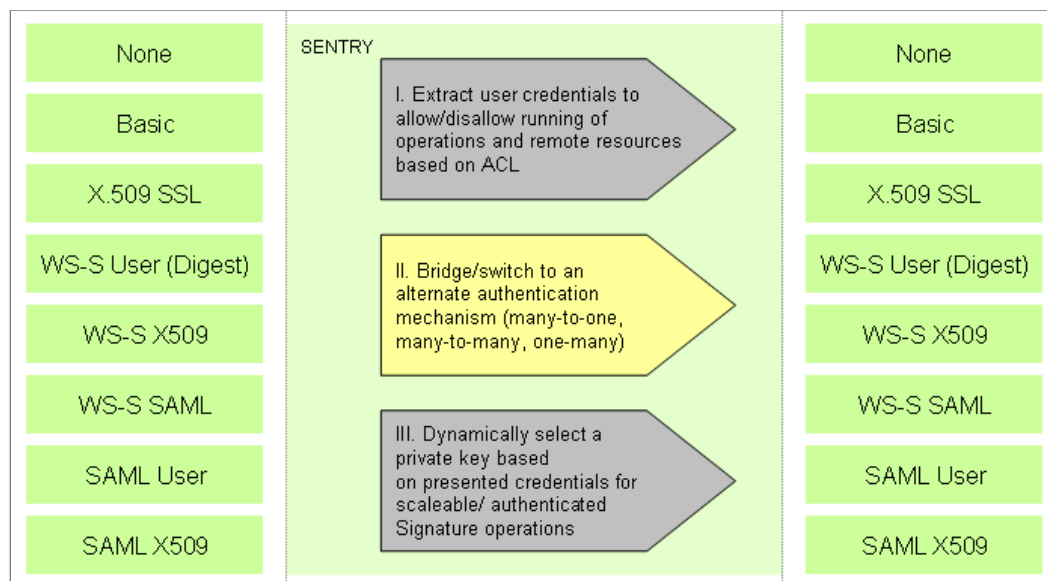 None
Basic
X.509 SSL
WS-S User (Digest)
WS-S X509
WS-S SAML
SAML User
SAML X509
SENTRY
I. Extract user credentials to
allow/disallow running of
operations and remote resources
based on ACL
II. Bridge/switch to an
alternate authentication
mechanism (many-to-one,
many-to-many, one-many)
III. Dynamically select a
private key based
on presented credentials for
scaleable/ authenticated
Signature operations
None
Basic
X.509 SSL
WS-S User (Digest)
WS-S X509
WS-S SAML
SAML User
SAML X509